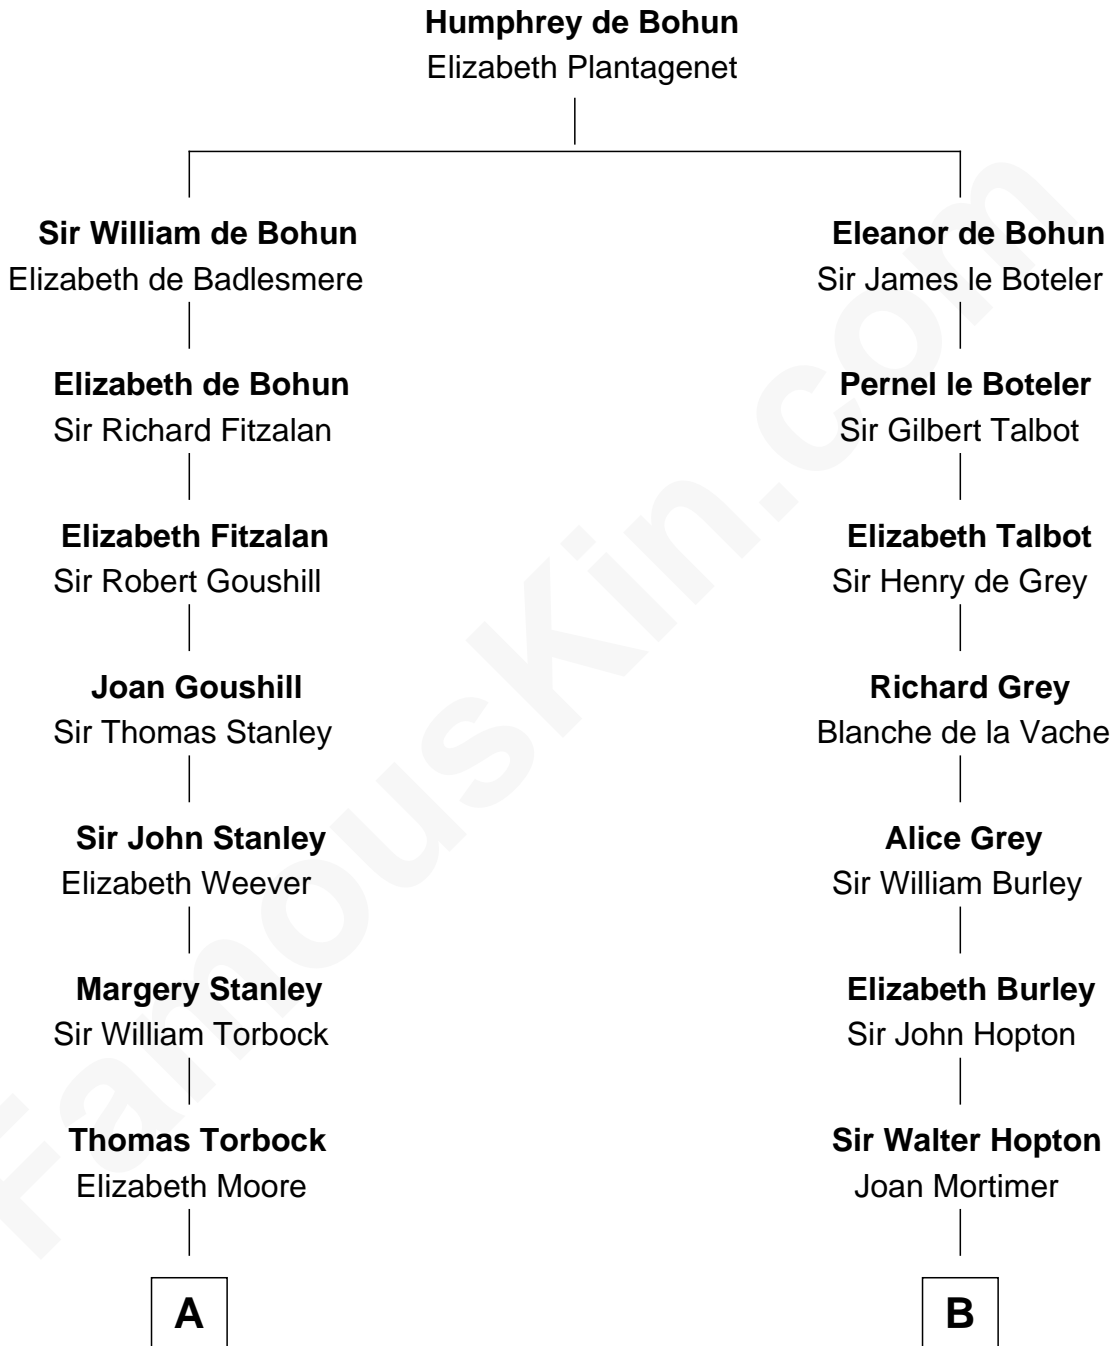 Humphrey de Bohun
Elizabeth Plantagenet
Sir William de Bohun
Elizabeth de Badlesmere
Eleanor de Bohun
Sir James le Boteler
Elizabeth de Bohun
Sir Richard Fitzalan
Pernel le Boteler
Sir Gilbert Talbot
Elizabeth Fitzalan
Sir Robert Goushill
Elizabeth Talbot
Sir Henry de Grey
Joan Goushill
Sir Thomas Stanley
Richard Grey
Blanche de la Vache
Sir John Stanley
Elizabeth Weever
Alice Grey
Sir William Burley
Margery Stanley
Sir William Torbock
Elizabeth Burley
Sir John Hopton
Thomas Torbock
Elizabeth Moore
Sir Walter Hopton
Joan Mortimer
A
B
FamousKin.com